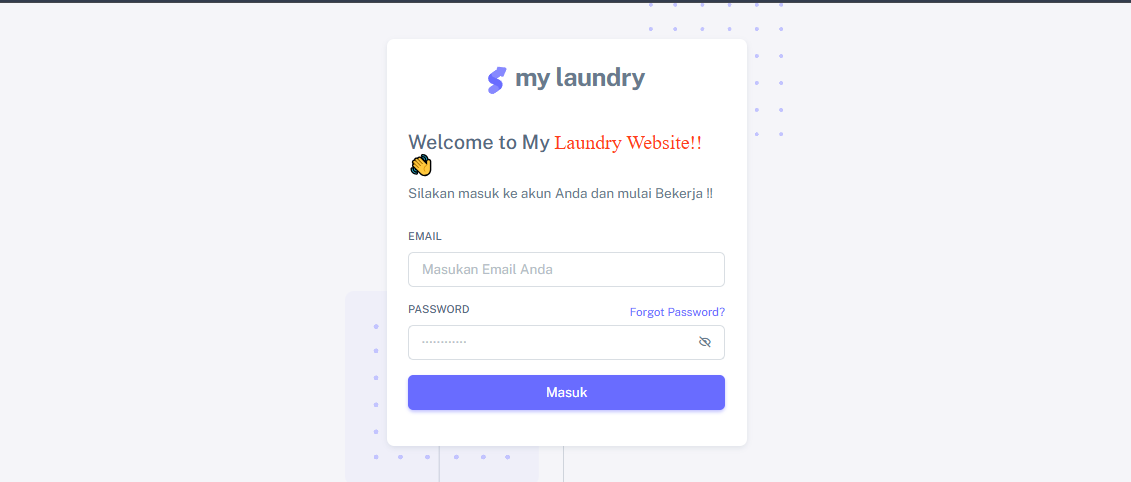 my laundry
Welcome to My Laundry Website!!
Silakan masuk ke akun Anda dan mulai Bekerja !!
EMAIL
Masukan Email Anda
PASSWORD
Forgot Password?
············
Masuk